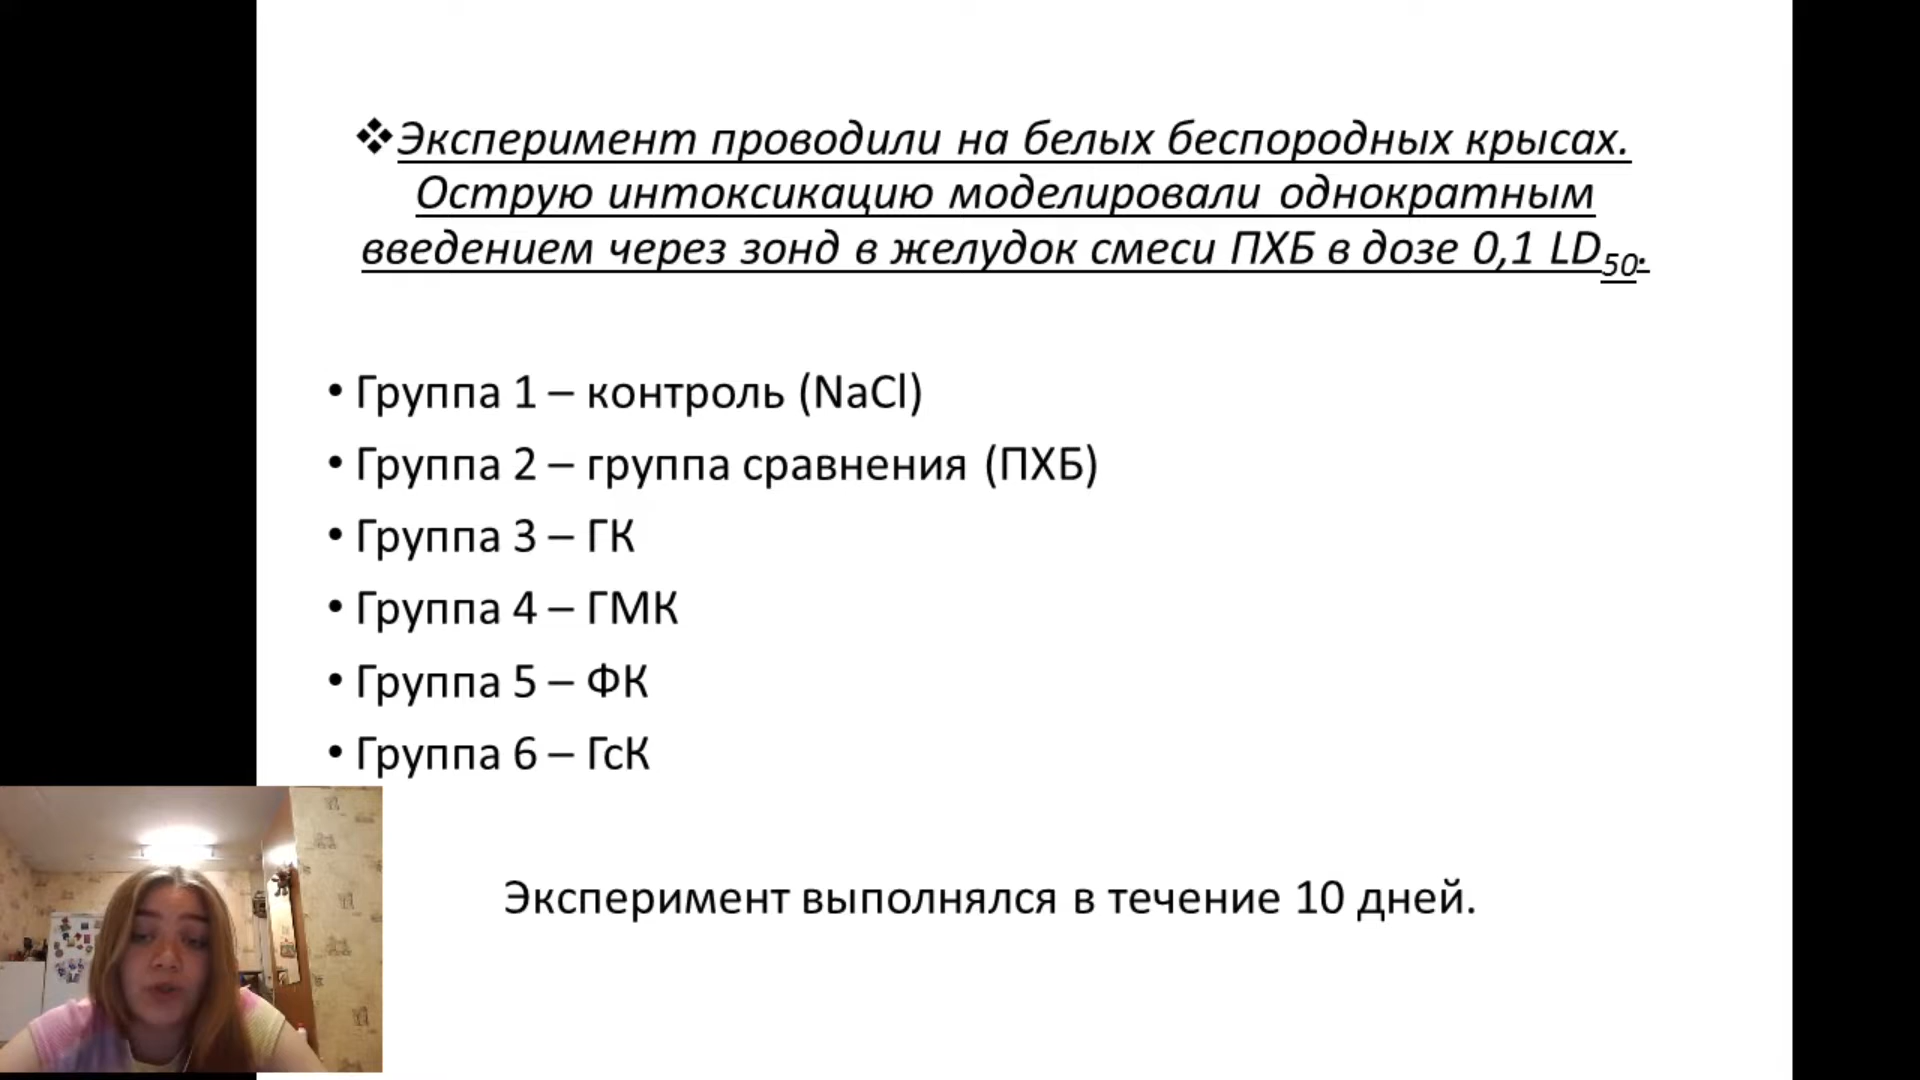 ❖Эксперимент проводили на белых беспородных крысах.
Острую интоксикацию моделировали однократным
введением через зонд в желудок смеси ПХБ в дозе 0,1 LD50.
• Группа 1 – контроль (NaCl)
• Группа 2 – группа сравнения (ПХБ)
• Группа 3 – ГК
• Группа 4 – ГМК
• Группа 5 – ФК
• Группа 6 – ГсК
Эксперимент выполнялся в течение 10 дней.